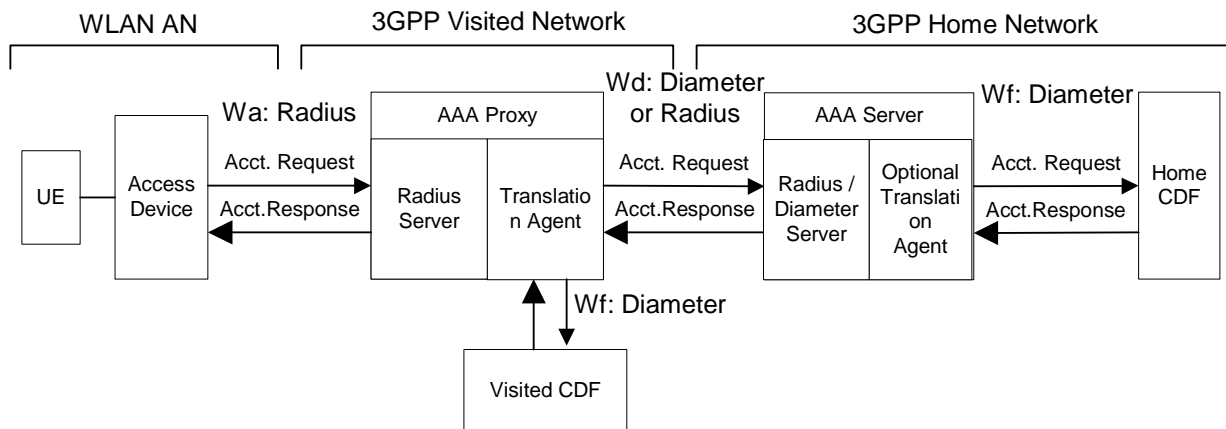 WLAN AN
3GPP Visited Network
3GPP Home Network
Wa: Radius
AAA Proxy
Wd: Diameter
or Radius
AAA Server
Wf: Diameter
UE
Access
Device
Acct. Request
Acct.Response
Radius
Server
Translatio
n Agent
Acct. Request
Acct.Response
Radius /
Diameter
Server
Optional
Translati
on
Agent
Acct. Request
Acct.Response
Home
CDF
Wf: Diameter
Visited CDF